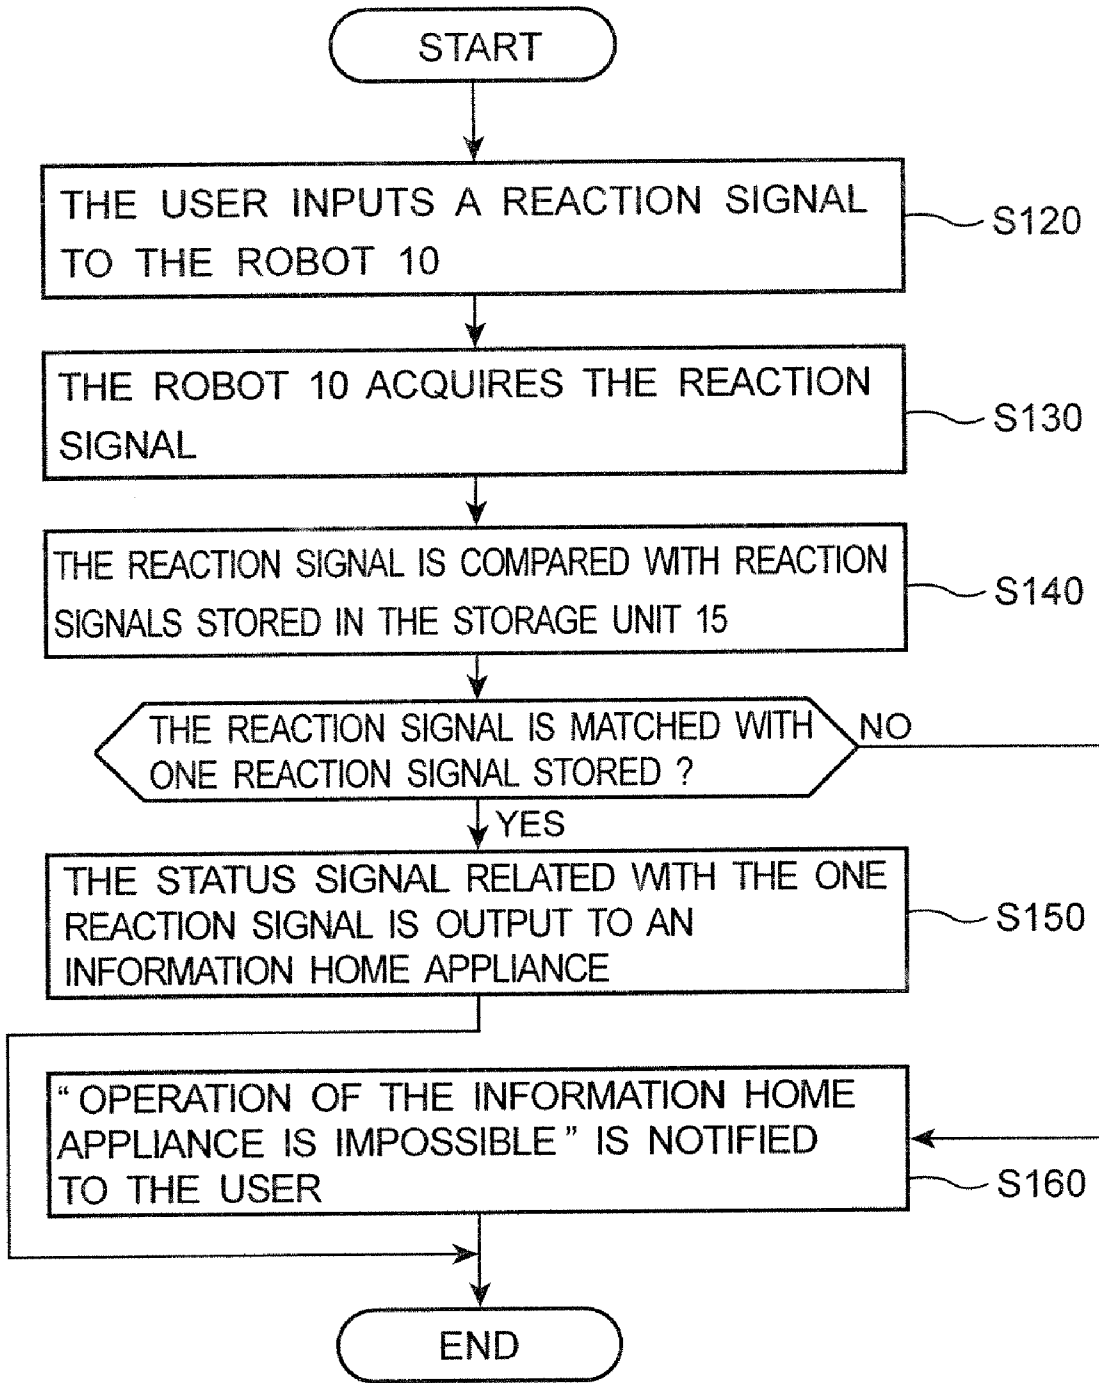 START
THE USER INPUTS A REACTION SIGNAL
TO THE ROBOT 10
S120
THE ROBOT 10 ACQUIRES THE REACTION
SIGNAL
S130
THE REACTION SIGNAL IS COMPARED WITH REACTION
SIGNALS STORED IN THE STORAGE UNIT 15
S140
THE REACTION SIGNAL IS MATCHED WITH
ONE REACTION SIGNAL STORED ?
NO
YES
THE STATUS SIGNAL RELATED WITH THE ONE
REACTION SIGNAL IS OUTPUT TO AN
INFORMATION HOME APPLIANCE
S150
“ OPERATION OF THE INFORMATION HOME
APPLIANCE IS IMPOSSIBLE ” IS NOTIFIED
TO THE USER
S160
END